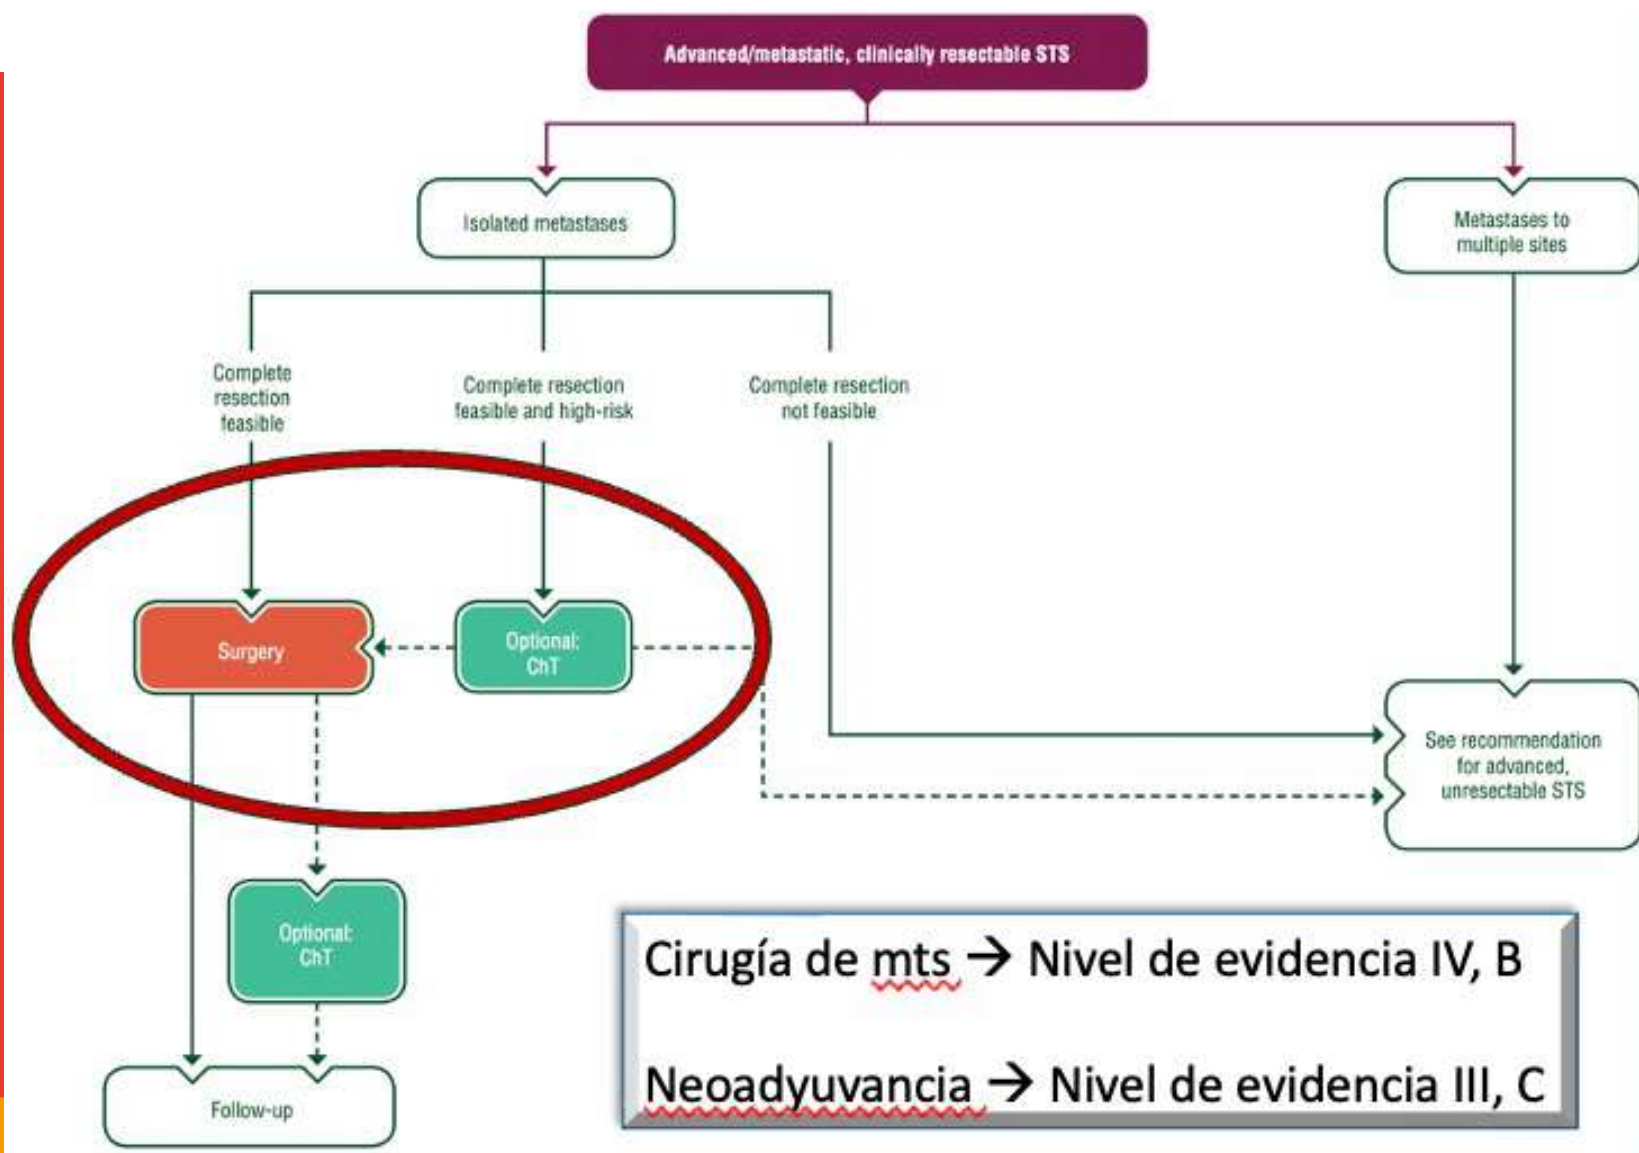 Advanced/metastatic, clinically resectable STS
Isolated metastases
Metastases to
multiple sites
Complete
resection
feasible
Complete resection
feasible and high-risk
Complete resection
not feasible
Surgery
Optional:
ChT
See recommendation
for advanced,
unresectable STS
Optional:
ChT
Follow-up
Cirugía de mts → Nivel de evidencia IV, B
Neoadyuvancia → Nivel de evidencia III, C